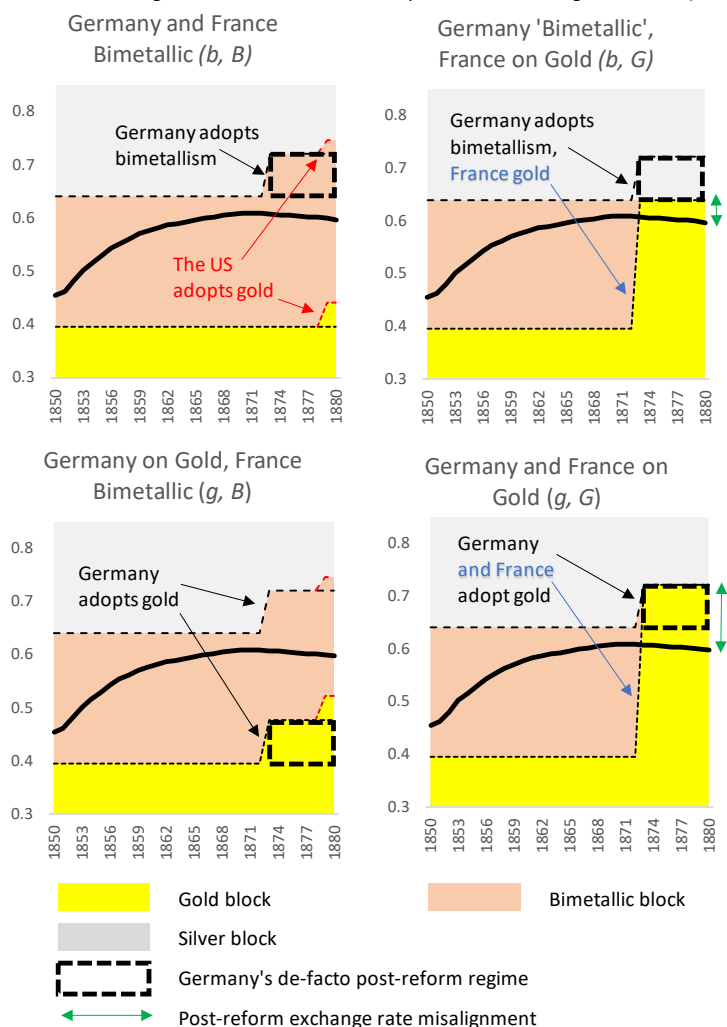 Germany and France
Bimetallic (b, B)
Germany 'Bimetallic',
France on Gold (b, G)
0.8
0.7
0.6
0.5
0.4
0.3
Germany adopts
bimetallism
The US
adopts gold
1850
1853
1856
1859
1862
1865
1868
1871
1874
1877
1880
0.8
0.7
0.6
0.5
0.4
0.3
Germany adopts
bimetallism,
France gold
1850
1853
1856
1859
1862
1865
1868
1871
1874
1877
1880
Germany on Gold, France
Bimetallic (g, B)
Germany and France on
Gold (g, G)
0.8
0.7
0.6
0.5
0.4
0.3
Germany
adopts gold
1850
1853
1856
1859
1862
1865
1868
1871
1874
1877
1880
0.8
0.7
0.6
0.5
0.4
0.3
Germany
and France
adopt gold
1850
1853
1856
1859
1862
1865
1868
1871
1874
1877
1880
Gold block
Bimetallic block
Silver block
Germany's de-facto post-reform regime
Post-reform exchange rate misalignment